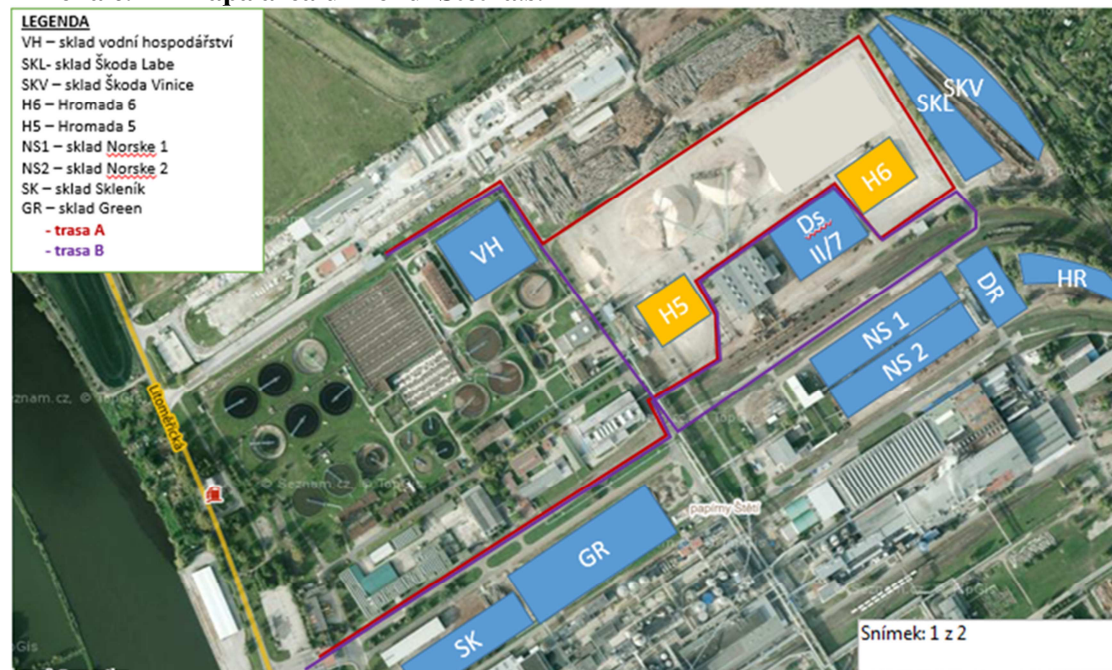 LEGENDA
VH – sklad vodní hospodářství
SKL- sklad Škoda Labe
SKV – sklad Škoda Vinice
H6 – Hromada 6
H5 – Hromada 5
NS1 – sklad Norske 1
NS2 – sklad Norske 2
SK – sklad Skleník
GR – sklad Green
- trasa A
- trasa B
SKV
SKL
H6
Ds.
II/7
VH
H5
DR
HR
NS 1
NS 2
Litoměřická
© Seznam.cz, © TopGis
papírny Štětí
GR
SK
Snímek: 1 z 2